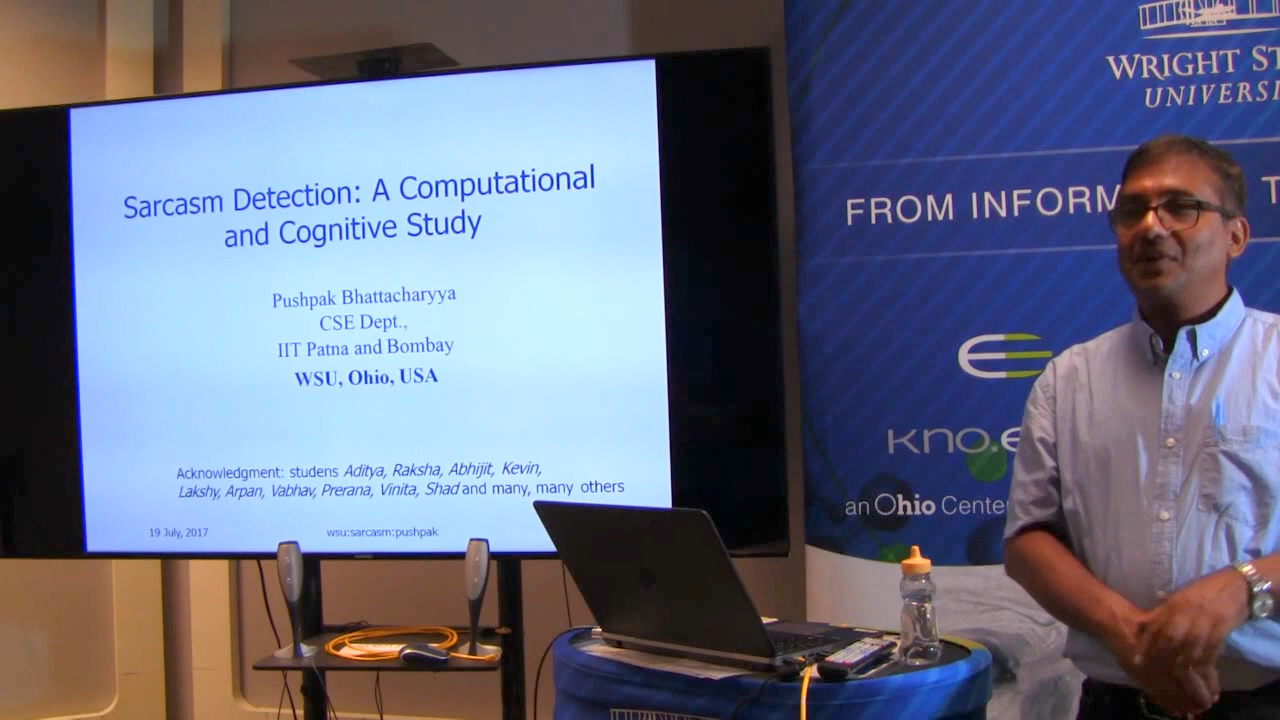 Sarcasm Detection: A Computational
and Cognitive Study
Pushpak Bhattacharyya
CSE Dept.,
IIT Patna and Bombay
WSU, Ohio, USA
Acknowledgment: studens Aditya, Raksha, Abhijit, Kevin,
Lakshy, Arpan, Vabhav, Prerana, Vinita, Shad and many, many others
19 July, 2017
wsu:sarcasm:pushpak
WRIGHT ST
UNIVERSI
FROM INFORM T
kno.e
an Ohio Center